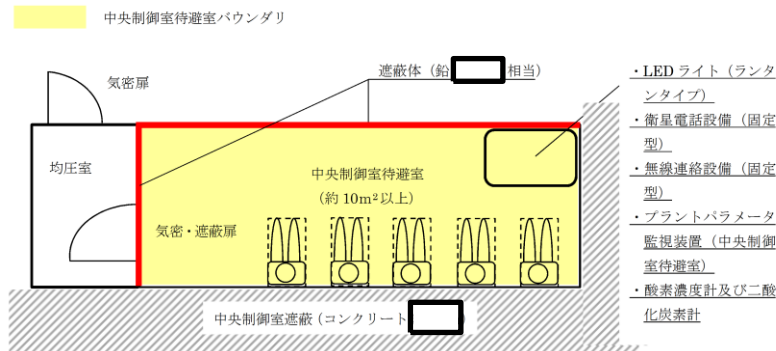 中央制御室待避室バウンダリ
気密扉
遮蔽体（鉛 相当）
均圧室
中央制御室待避室
（約 10m²以上）
気密・遮蔽扉
中央制御室遮蔽（コンクリート ）
・LED ライト（ランタ
ンタイプ）
・衛星電話設備（固定
型）
・無線連絡設備（固定
型）
・プラントパラメータ
監視装置（中央制御
室待避室）
・酸素濃度計及び二酸
化炭素計